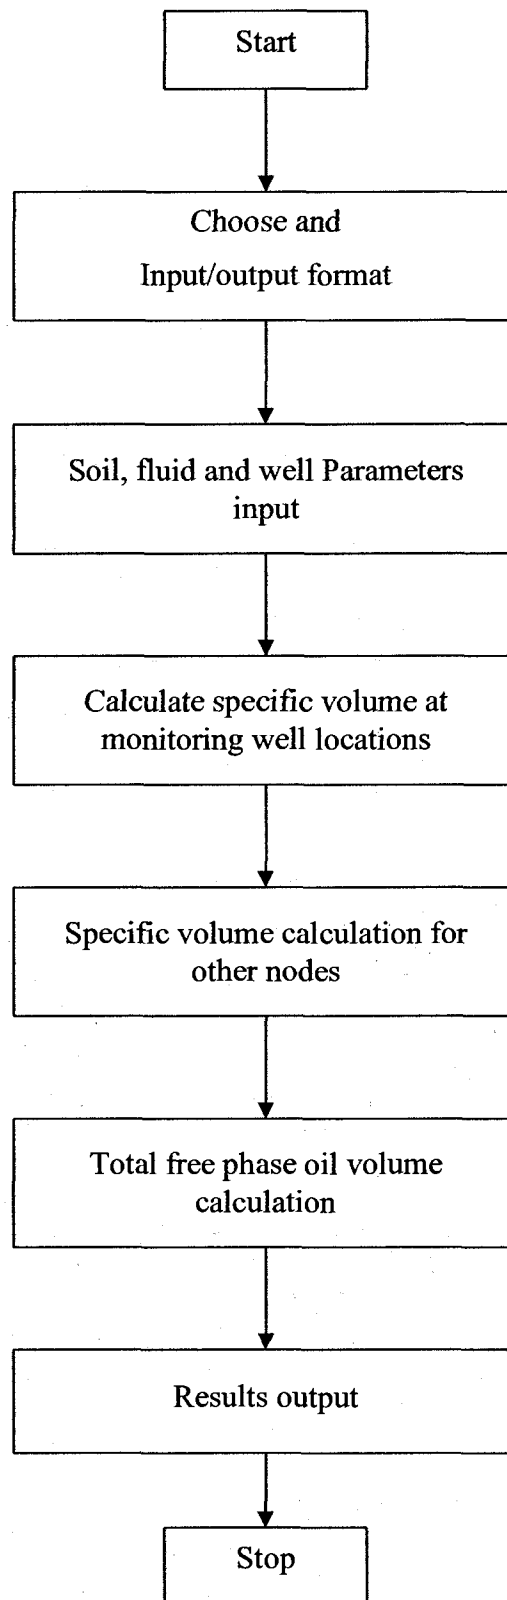 Start
Choose and
Input/output format
Soil, fluid and well Parameters
input
Calculate specific volume at
monitoring well locations
Specific volume calculation for
other nodes
Total free phase oil volume
calculation
Results output
Stop